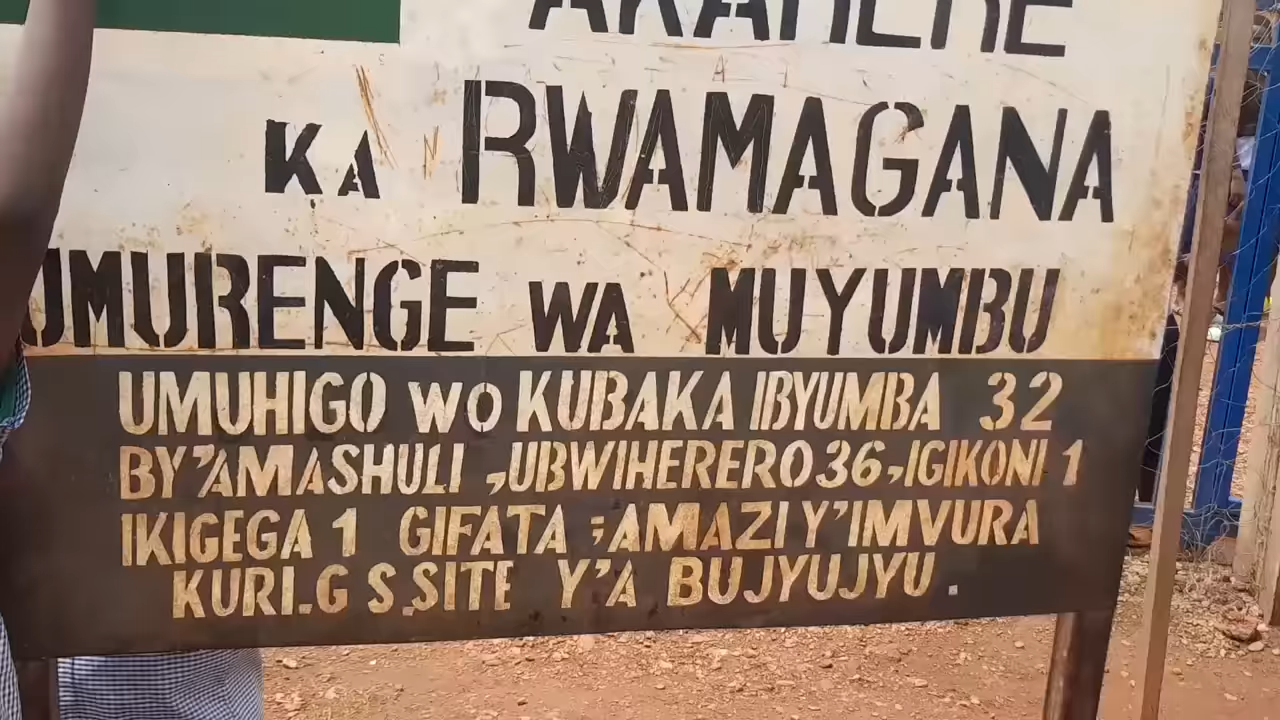 AKARERE
KA RWAMAGANA
UMURENGE WA MUYUMBU
UMUHIGO WO KUBAKA IBYUMBA 32
BY'AMASHULI ,UBWIHERERO 36,IGIKONI 1
IKIGEGA 1 GIFATA ;AMAZI Y'IMVURA
KURI.G S.SITE Y'A BUJYUJYU.